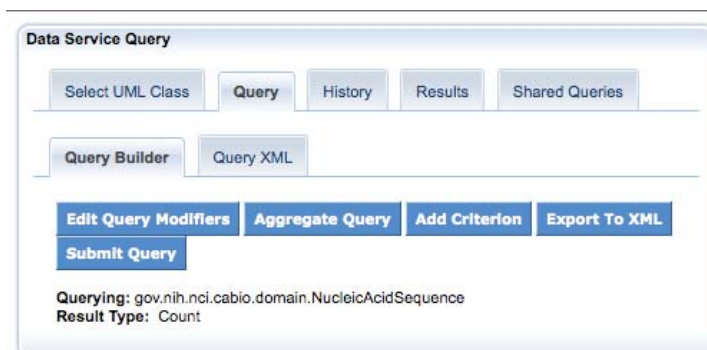 Data Service Query
Select UML Class Query History Results Shared Queries
Query Builder Query XML
Edit Query Modifiers Aggregate Query Add Criterion Export To XML
Submit Query
Querying: gov.nih.nci.cabio.domain.NucleicAcidSequence
Result Type: Count